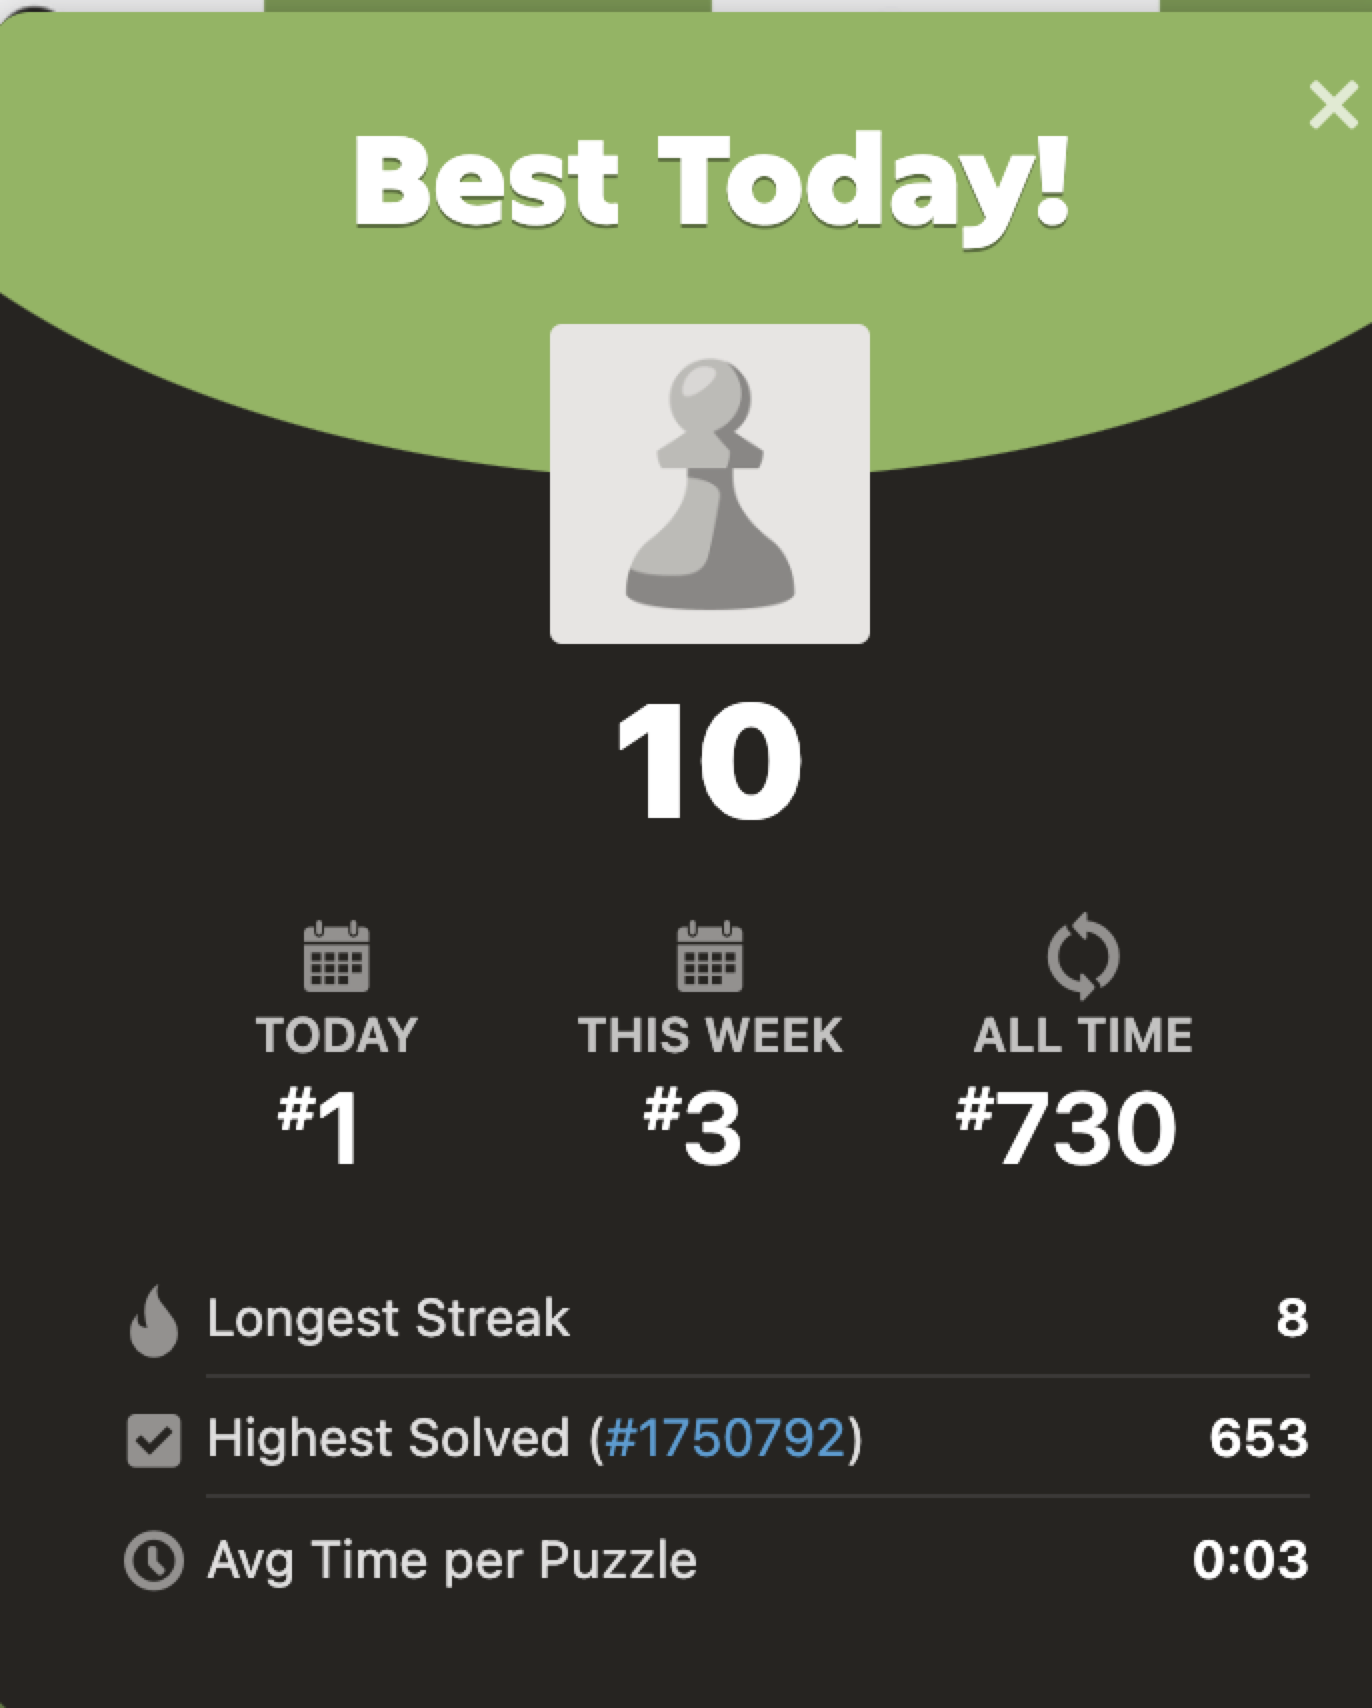 Best Today!
10
TODAY THIS WEEK ALL TIME
#1 #3 #730
Longest Streak 8
Highest Solved (#1750792) 653
Avg Time per Puzzle 0:03